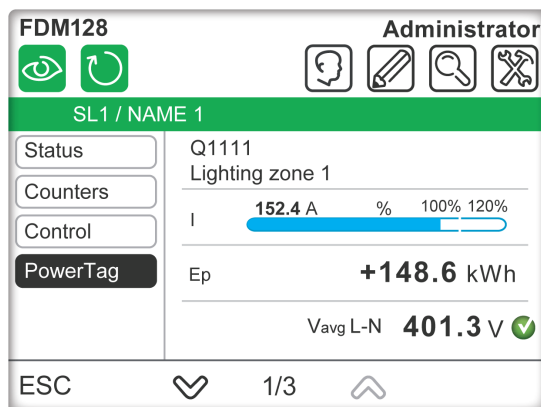 FDM128 Administrator
SL1 / NAME 1
Status
Counters
Control
PowerTag
Q1111
Lighting zone 1
I 152.4 A % 100% 120%
Ep +148.6 kWh
Vavg L-N 401.3 V
ESC 1/3